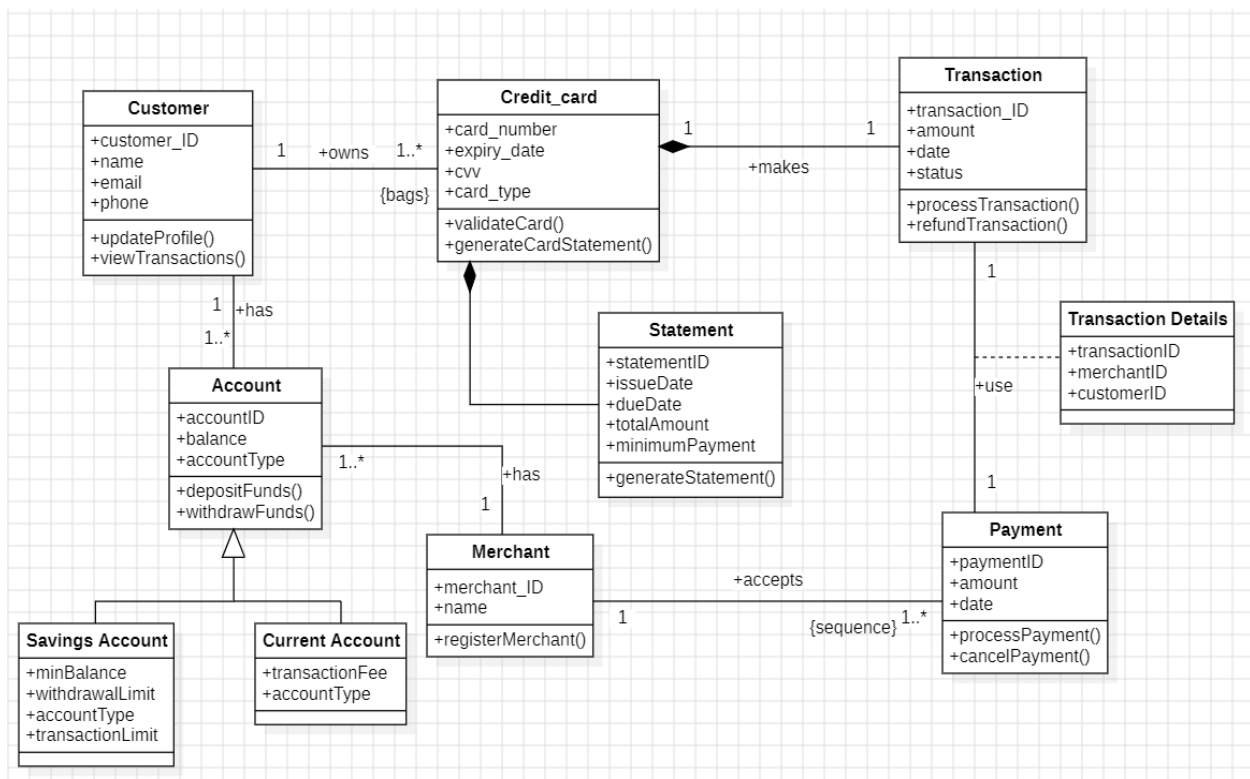 Customer
+customer_ID
+name
+email
+phone
+updateProfile()
+viewTransactions()
1
+owns
1..*
{bags}
Credit_card
+card_number
+expiry_date
+cvv
+card_type
+validateCard()
+generateCardStatement()
1
1
+makes
Transaction
+transaction_ID
+amount
+date
+status
+processTransaction()
+refundTransaction()
1
+has
1..*
1
Transaction Details
+transactionID
+merchantID
+customerID
+use
1
Statement
+statementID
+issueDate
+dueDate
+totalAmount
+minimumPayment
+generateStatement()
Account
+accountID
+balance
+accountType
+depositFunds()
+withdrawFunds()
1..*
+has
1
Merchant
+merchant_ID
+name
+registerMerchant()
+accepts
1
{sequence}
1..*
Payment
+paymentID
+amount
+date
+processPayment()
+cancelPayment()
Savings Account
+minBalance
+withdrawalLimit
+accountType
+transactionLimit
Current Account
+transactionFee
+accountType